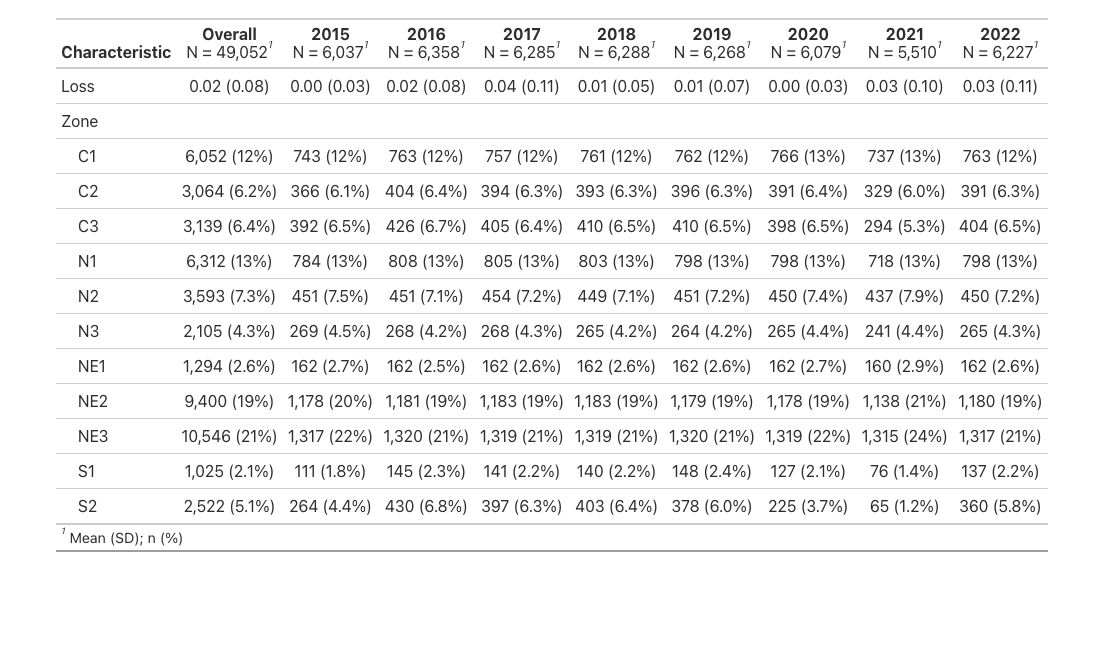 Characteristic Overall N = 49,052¹ 2015 N = 6,037¹ 2016 N = 6,358¹ 2017 N = 6,285¹ 2018 N = 6,288¹ 2019 N = 6,268¹ 2020 N = 6,079¹ 2021 N = 5,510¹ 2022 N = 6,227¹
Loss 0.02 (0.08) 0.00 (0.03) 0.02 (0.08) 0.04 (0.11) 0.01 (0.05) 0.01 (0.07) 0.00 (0.03) 0.03 (0.10) 0.03 (0.11)
Zone
C1 6,052 (12%) 743 (12%) 763 (12%) 757 (12%) 761 (12%) 762 (12%) 766 (13%) 737 (13%) 763 (12%)
C2 3,064 (6.2%) 366 (6.1%) 404 (6.4%) 394 (6.3%) 393 (6.3%) 396 (6.3%) 391 (6.4%) 329 (6.0%) 391 (6.3%)
C3 3,139 (6.4%) 392 (6.5%) 426 (6.7%) 405 (6.4%) 410 (6.5%) 410 (6.5%) 398 (6.5%) 294 (5.3%) 404 (6.5%)
N1 6,312 (13%) 784 (13%) 808 (13%) 805 (13%) 803 (13%) 798 (13%) 798 (13%) 718 (13%) 798 (13%)
N2 3,593 (7.3%) 451 (7.5%) 451 (7.1%) 454 (7.2%) 449 (7.1%) 451 (7.2%) 450 (7.4%) 437 (7.9%) 450 (7.2%)
N3 2,105 (4.3%) 269 (4.5%) 268 (4.2%) 268 (4.3%) 265 (4.2%) 264 (4.2%) 265 (4.4%) 241 (4.4%) 265 (4.3%)
NE1 1,294 (2.6%) 162 (2.7%) 162 (2.5%) 162 (2.6%) 162 (2.6%) 162 (2.6%) 162 (2.7%) 160 (2.9%) 162 (2.6%)
NE2 9,400 (19%) 1,178 (20%) 1,181 (19%) 1,183 (19%) 1,183 (19%) 1,179 (19%) 1,178 (19%) 1,138 (21%) 1,180 (19%)
NE3 10,546 (21%) 1,317 (22%) 1,320 (21%) 1,319 (21%) 1,319 (21%) 1,320 (21%) 1,319 (22%) 1,315 (24%) 1,317 (21%)
S1 1,025 (2.1%) 111 (1.8%) 145 (2.3%) 141 (2.2%) 140 (2.2%) 148 (2.4%) 127 (2.1%) 76 (1.4%) 137 (2.2%)
S2 2,522 (5.1%) 264 (4.4%) 430 (6.8%) 397 (6.3%) 403 (6.4%) 378 (6.0%) 225 (3.7%) 65 (1.2%) 360 (5.8%)
¹ Mean (SD); n (%)